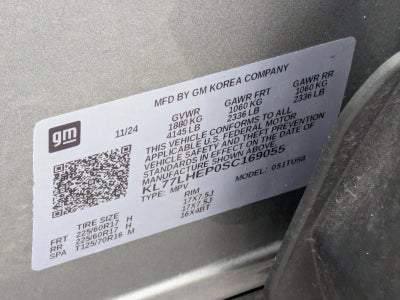 gm
MFD BY GM KOREA COMPANY
11/24
GVWR GAWR FRT GAWR RR
1880 KG 1060 KG 1060 KG
4145 LB 2336 LB 2336 LB
THIS VEHICLE CONFORMS TO ALL
APPLICABLE U.S. FEDERAL MOTOR
VEHICLE SAFETY AND THEFT PREVENTION
STANDARDS IN EFFECT ON THE DATE OF
MANUFACTURE SHOWN ABOVE.
KL77LHEP0SC169055
TYPE: MPV MODEL: 0S1TU58
TIRE SIZE RIM
FRT 225/60R17 H 17X7.5J
RR 225/60R17 H 17X7.5J
SPA T125/70R16 M 16X4BT